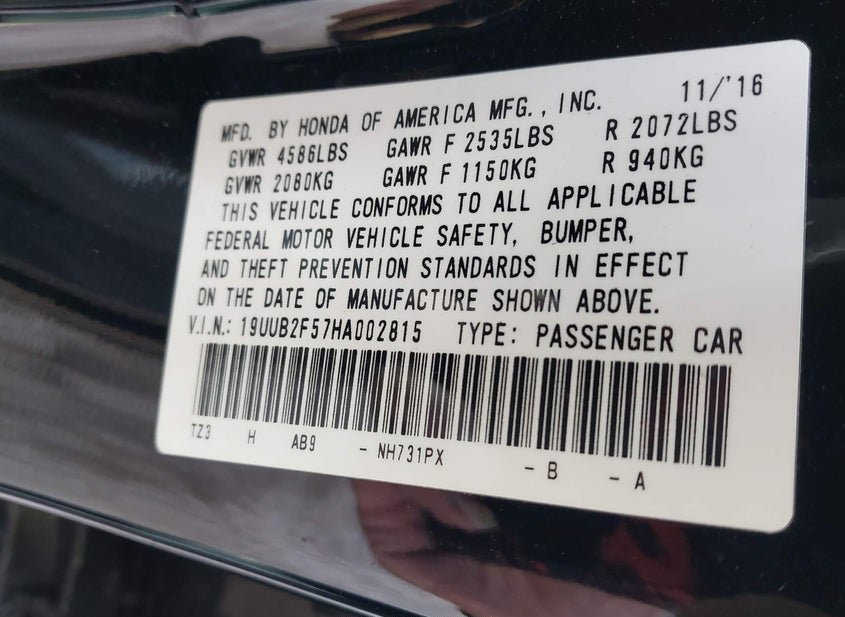 11/'16
MFD. BY HONDA OF AMERICA MFG., INC.
GVWR 4586LBS GAWR F 2535LBS R 2072LBS
GVWR 2080KG GAWR F 1150KG R 940KG
THIS VEHICLE CONFORMS TO ALL APPLICABLE
FEDERAL MOTOR VEHICLE SAFETY, BUMPER,
AND THEFT PREVENTION STANDARDS IN EFFECT
ON THE DATE OF MANUFACTURE SHOWN ABOVE.
V.I.N.: 19UUB2F57HA002815 TYPE: PASSENGER CAR
TZ3 H AB9 - NH731PX - B - A